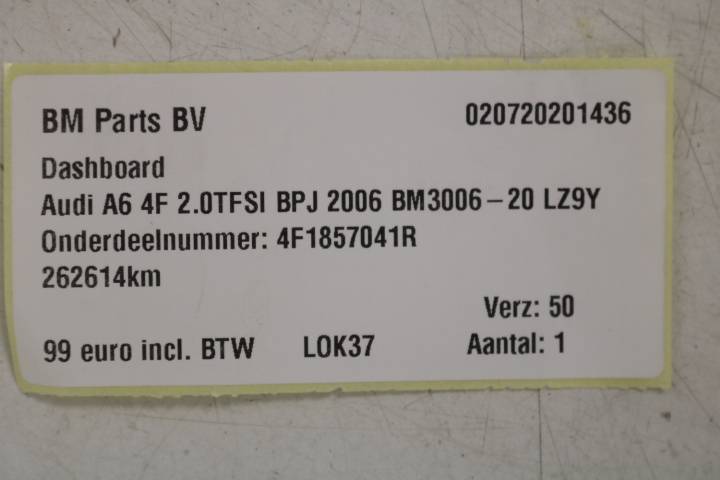 BM Parts BV 020720201436
Dashboard
Audi A6 4F 2.0TFSI BPJ 2006 BM3006-20 LZ9Y
Onderdeelnummer: 4F1857041R
262614km
Verz: 50
99 euro incl. BTW LOK37 Aantal: 1